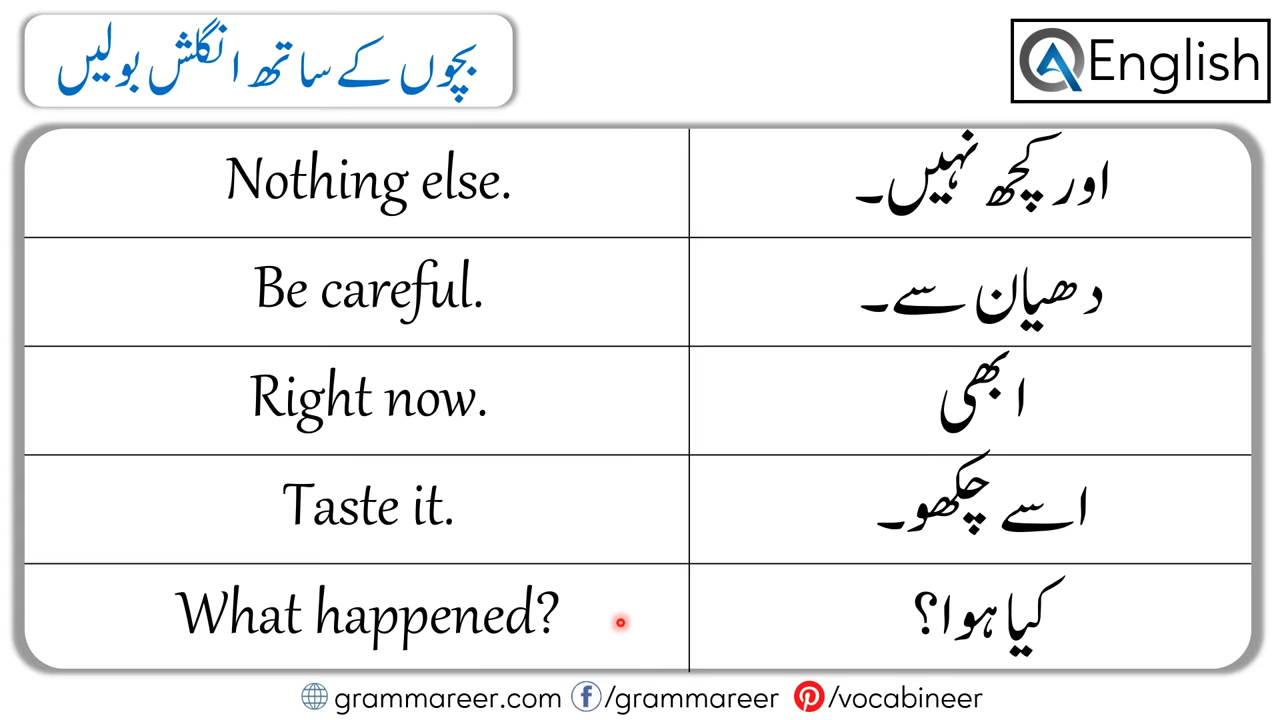 بچوں کے ساتھ انگلش بولیں
AQ English
Nothing else.
اور کچھ نہیں۔
Be careful.
دھیان سے۔
Right now.
ابھی
Taste it.
اسے چکھو۔
What happened?
کیا ہوا؟
grammareer.com /grammareer /vocabineer